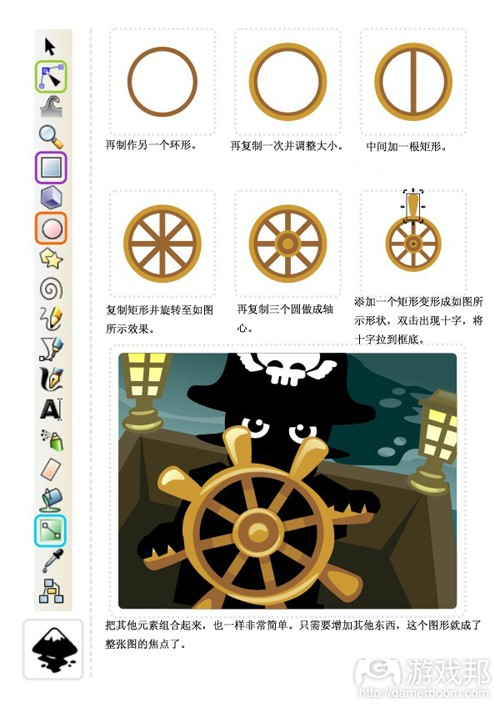 再制作另一个环形。
再复制一次并调整大小。
中间加一根矩形。
复制矩形并旋转至如图
所示效果。
再复制三个圆做成轴
心。
添加一个矩形变形成如图所
示形状，双击出现十字，将
十字拉到框底。
把其他元素组合起来，也一样非常简单。只需要增加其他东西，这个图形就成了
整张图的焦点了。
游戏邦
http://gamerboom.com